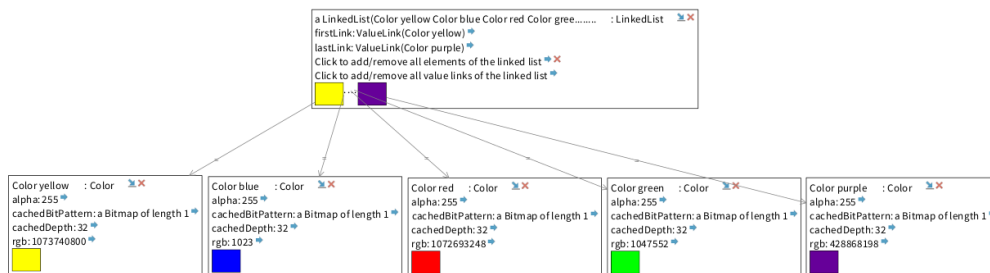 a LinkedList(Color yellow Color blue Color red Color gree........ : LinkedList
firstLink: ValueLink(Color yellow)
lastLink: ValueLink(Color purple)
Click to add/remove all elements of the linked list
Click to add/remove all value links of the linked list
Color yellow : Color
alpha: 255
cachedBitPattern: a Bitmap of length 1
cachedDepth: 32
rgb: 1073740800
Color blue : Color
alpha: 255
cachedBitPattern: a Bitmap of length 1
cachedDepth: 32
rgb: 1023
Color red : Color
alpha: 255
cachedBitPattern: a Bitmap of length 1
cachedDepth: 32
rgb: 1072693248
Color green : Color
alpha: 255
cachedBitPattern: a Bitmap of length 1
cachedDepth: 32
rgb: 1047552
Color purple : Color
alpha: 255
cachedBitPattern: a Bitmap of length 1
cachedDepth: 32
rgb: 428868198